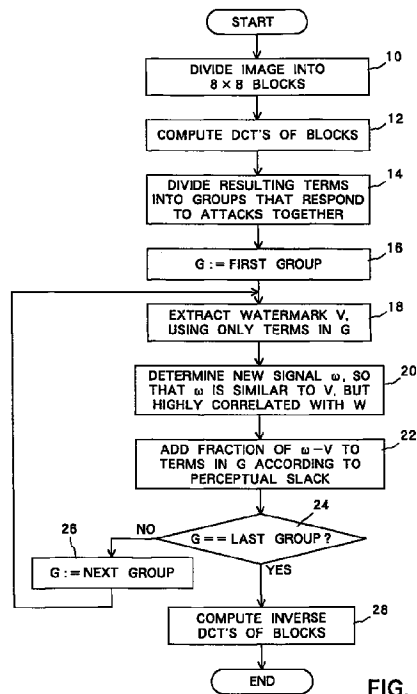 START
10
DIVIDE IMAGE INTO
8 × 8 BLOCKS
12
COMPUTE DCT'S OF BLOCKS
14
DIVIDE RESULTING TERMS
INTO GROUPS THAT RESPOND
TO ATTACKS TOGETHER
16
G := FIRST GROUP
18
EXTRACT WATERMARK V,
USING ONLY TERMS IN G
20
DETERMINE NEW SIGNAL ω, SO
THAT ω IS SIMILAR TO V, BUT
HIGHLY CORRELATED WITH W
22
ADD FRACTION OF ω-V TO
TERMS IN G ACCORDING TO
PERCEPTUAL SLACK
24
G == LAST GROUP?
NO
26
G := NEXT GROUP
YES
28
COMPUTE INVERSE
DCT'S OF BLOCKS
END
FIG.